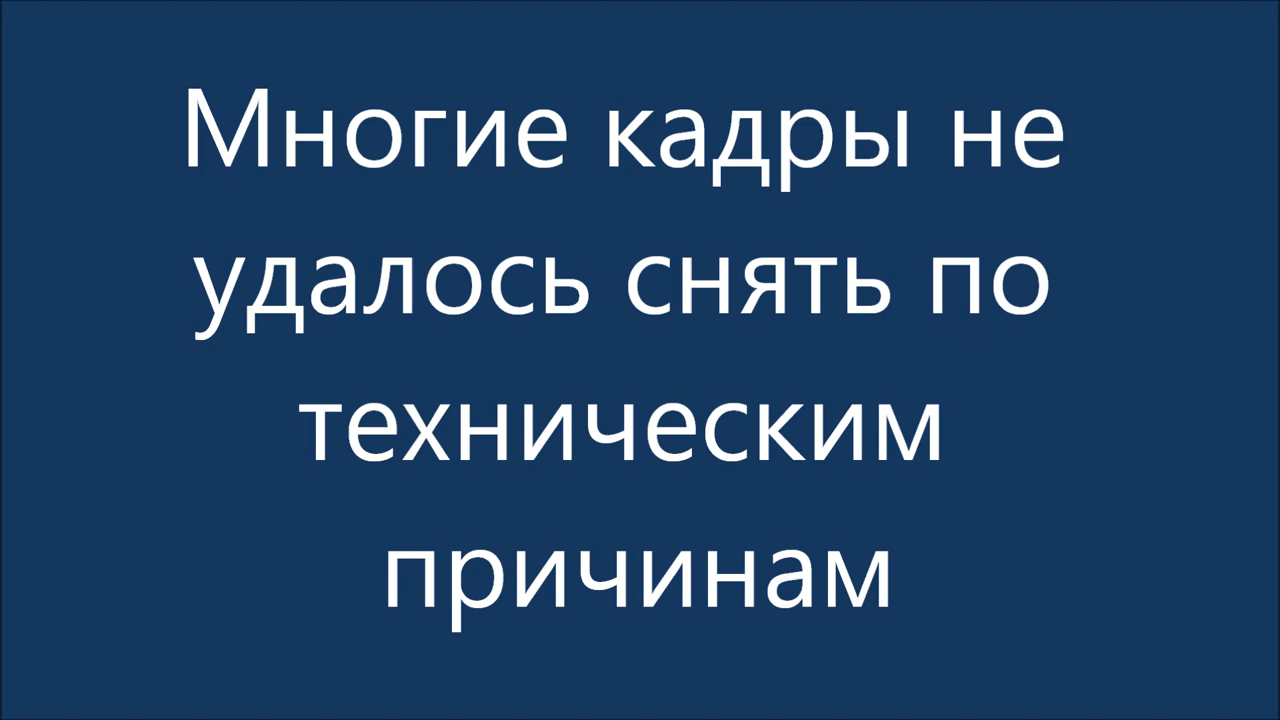 Многие кадры не
удалось снять по
техническим
причинам